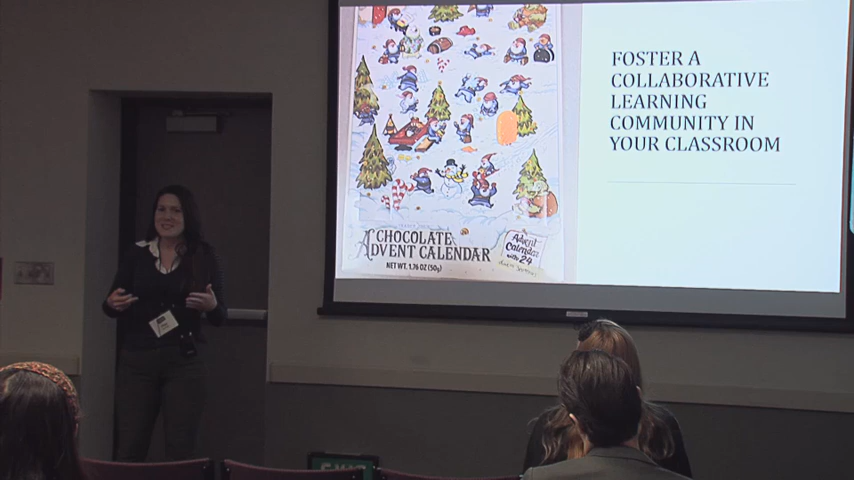 FOSTER A
COLLABORATIVE
LEARNING
COMMUNITY IN
YOUR CLASSROOM
CHOCOLATE
ADVENT CALENDAR
NET WT. 1.76 OZ (50g)
Advent
Calendar
with 24